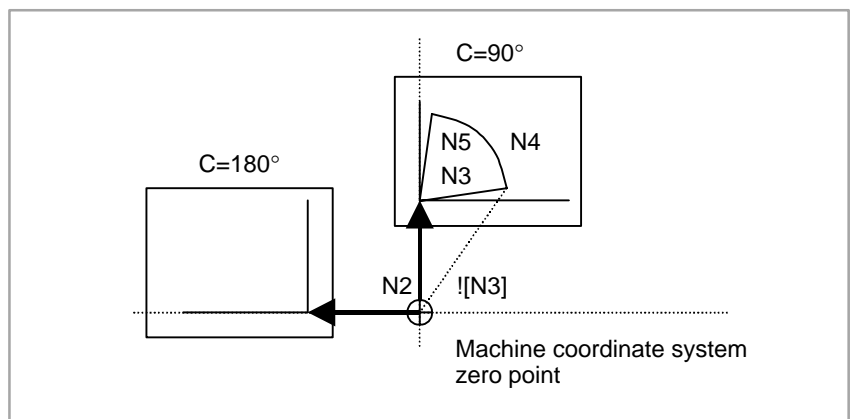 C=90°
N5
N4
C=180°
N3
N2
![N3]
Machine coordinate system
zero point